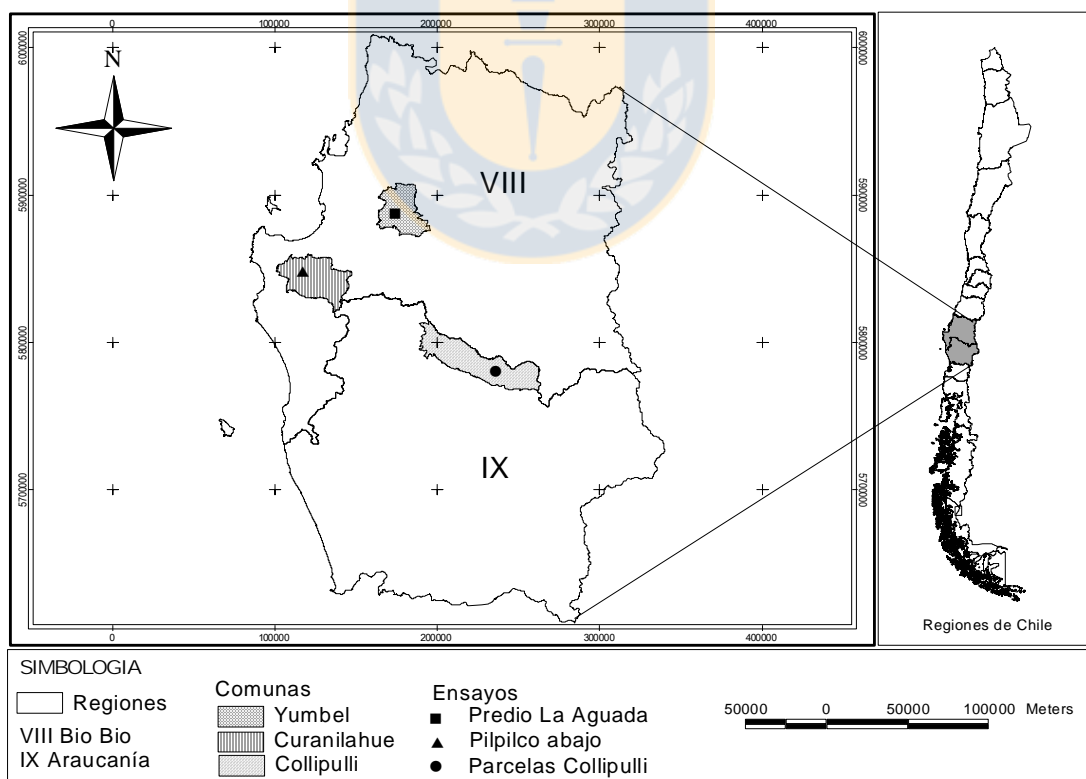 0 100000 200000 300000 400000
6000000 6000000
N
VIII
5900000 5900000
5800000 5800000
IX
5700000 5700000
0 100000 200000 300000 400000
Regiones de Chile
SIMBOLOGIA
Regiones
VIII Bio Bio
IX Araucanía
Comunas
Yumbel
Curanilahue
Collipulli
Ensayos
Predio La Aguada
Pilpilco abajo
Parcelas Collipulli
50000 0 50000 100000 Meters